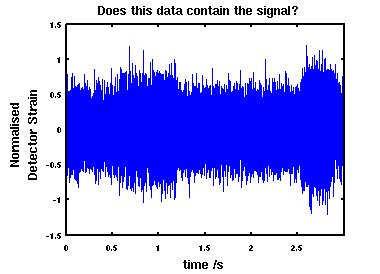 Does this data contain the signal?
1.5
1
0.5
0
-0.5
-1
-1.5
Normalised
Detector Strain
0 0.5 1 1.5 2 2.5
time /s